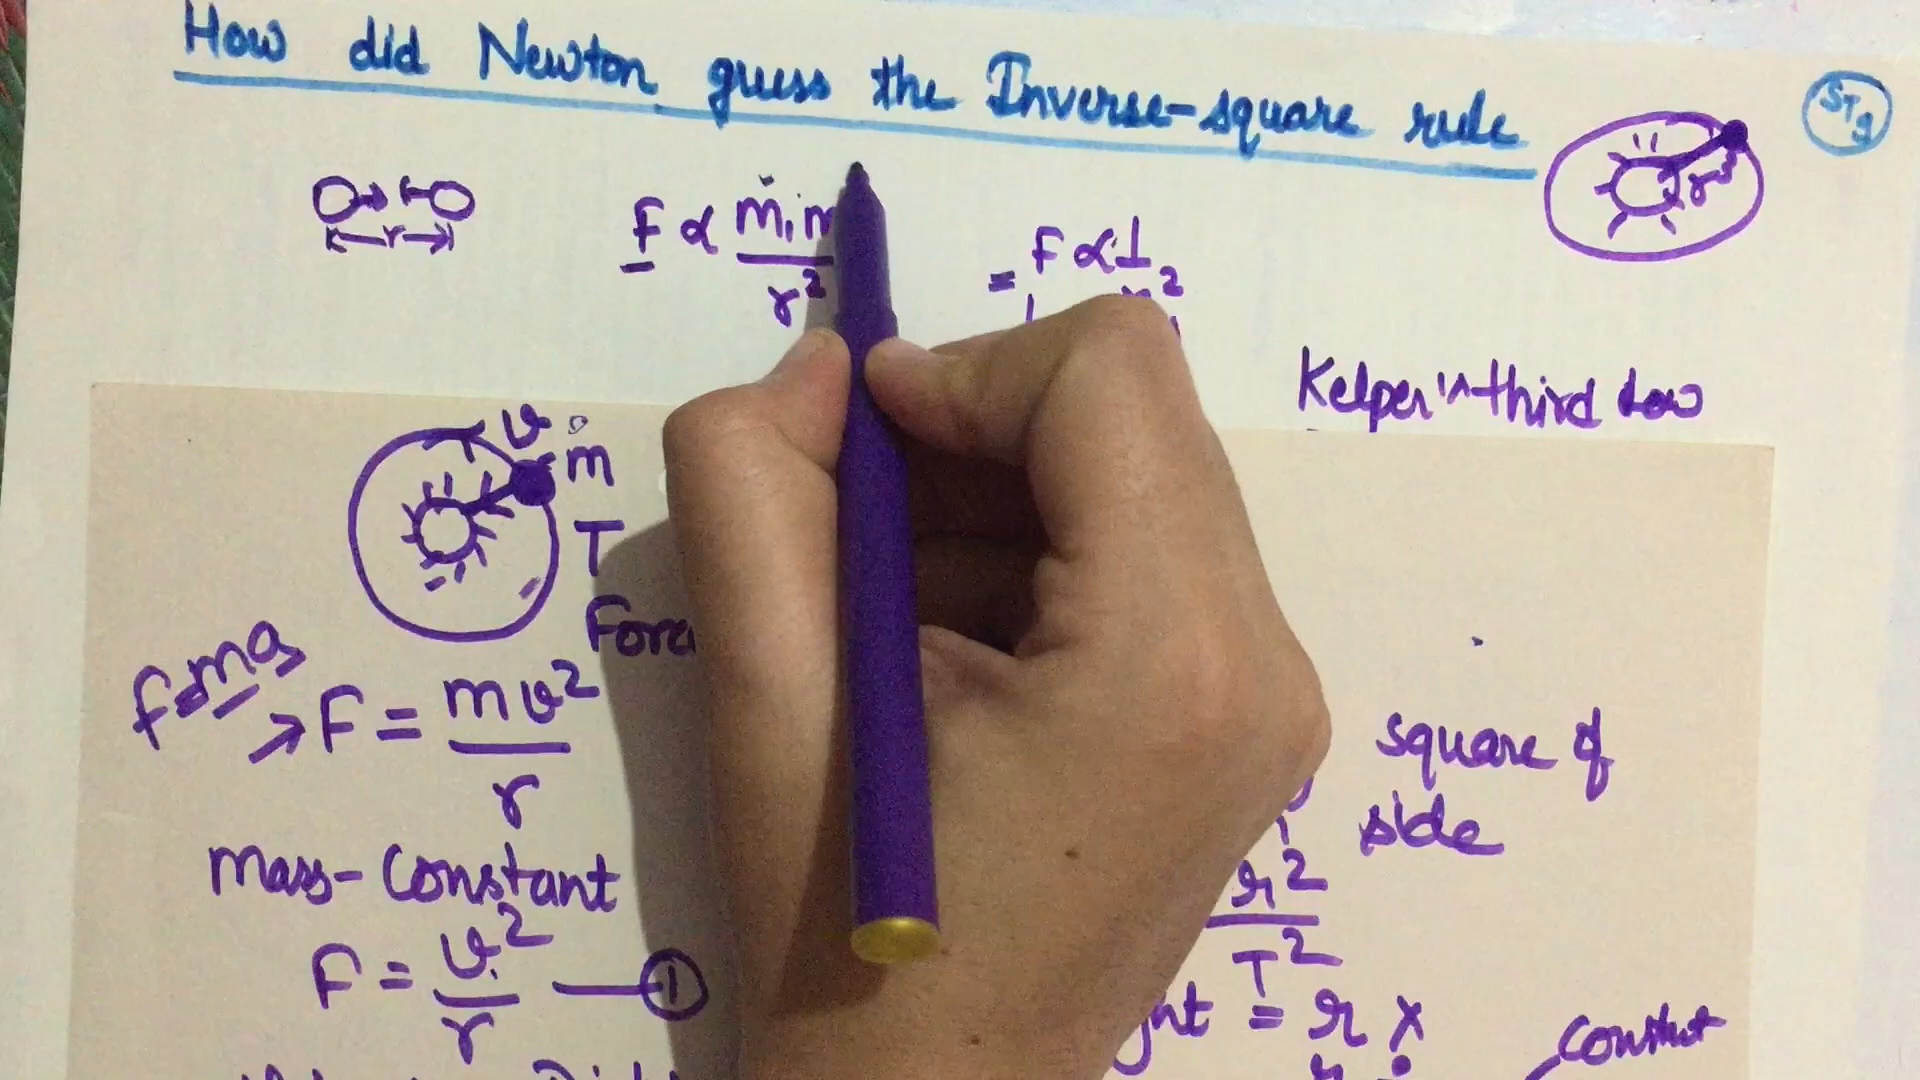 How did Newton guess the Inverse-square rule
STg
r
F ∝ m₁m / r²
= F ∝ 1 / r²
r
Kelper's third Law
v
m
T
F = ma
→ F = mv² / r
square of
side
Mass-Constant
r² / T²
F = v² / r — ①
= r x
constant